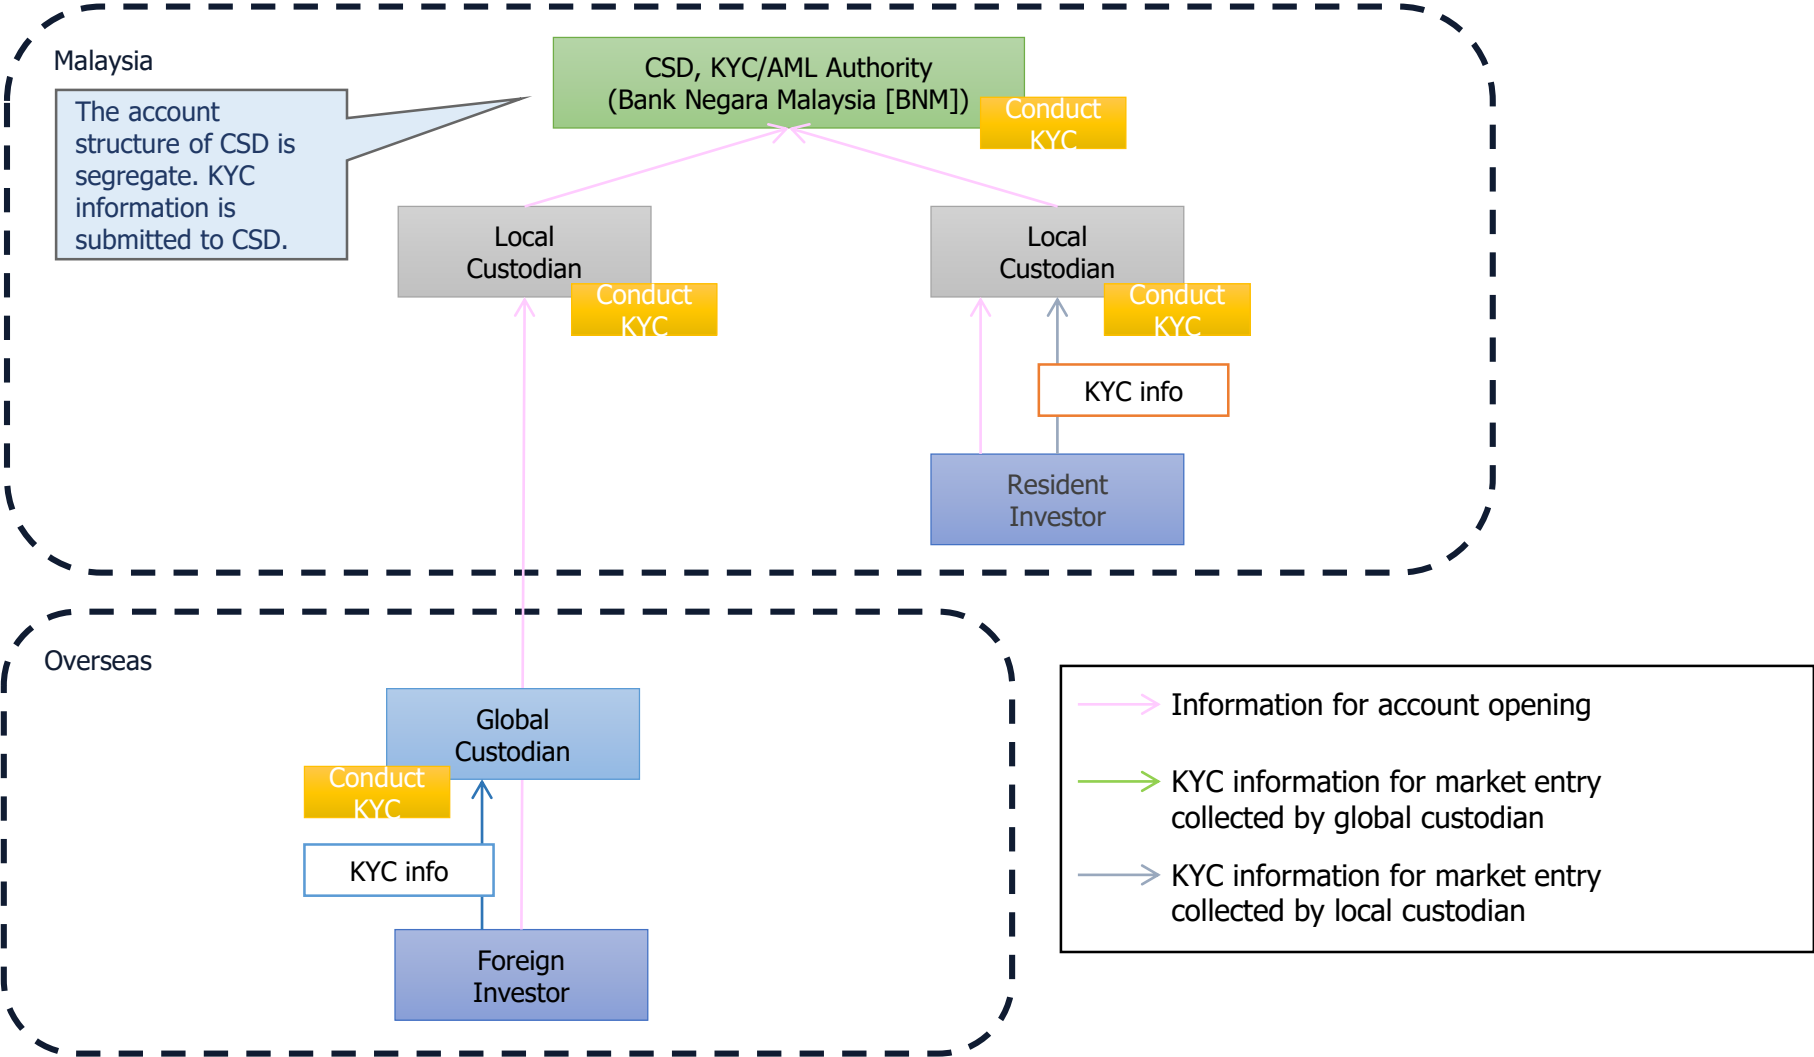 Malaysia
CSD, KYC/AML Authority
(Bank Negara Malaysia [BNM])
Conduct
KYC
The account
structure of CSD is
segregate. KYC
information is
submitted to CSD.
Local
Custodian
Conduct
KYC
Local
Custodian
Conduct
KYC
KYC info
Resident
Investor
Overseas
Global
Custodian
Conduct
KYC
KYC info
Foreign
Investor
Information for account opening
KYC information for market entry
collected by global custodian
KYC information for market entry
collected by local custodian